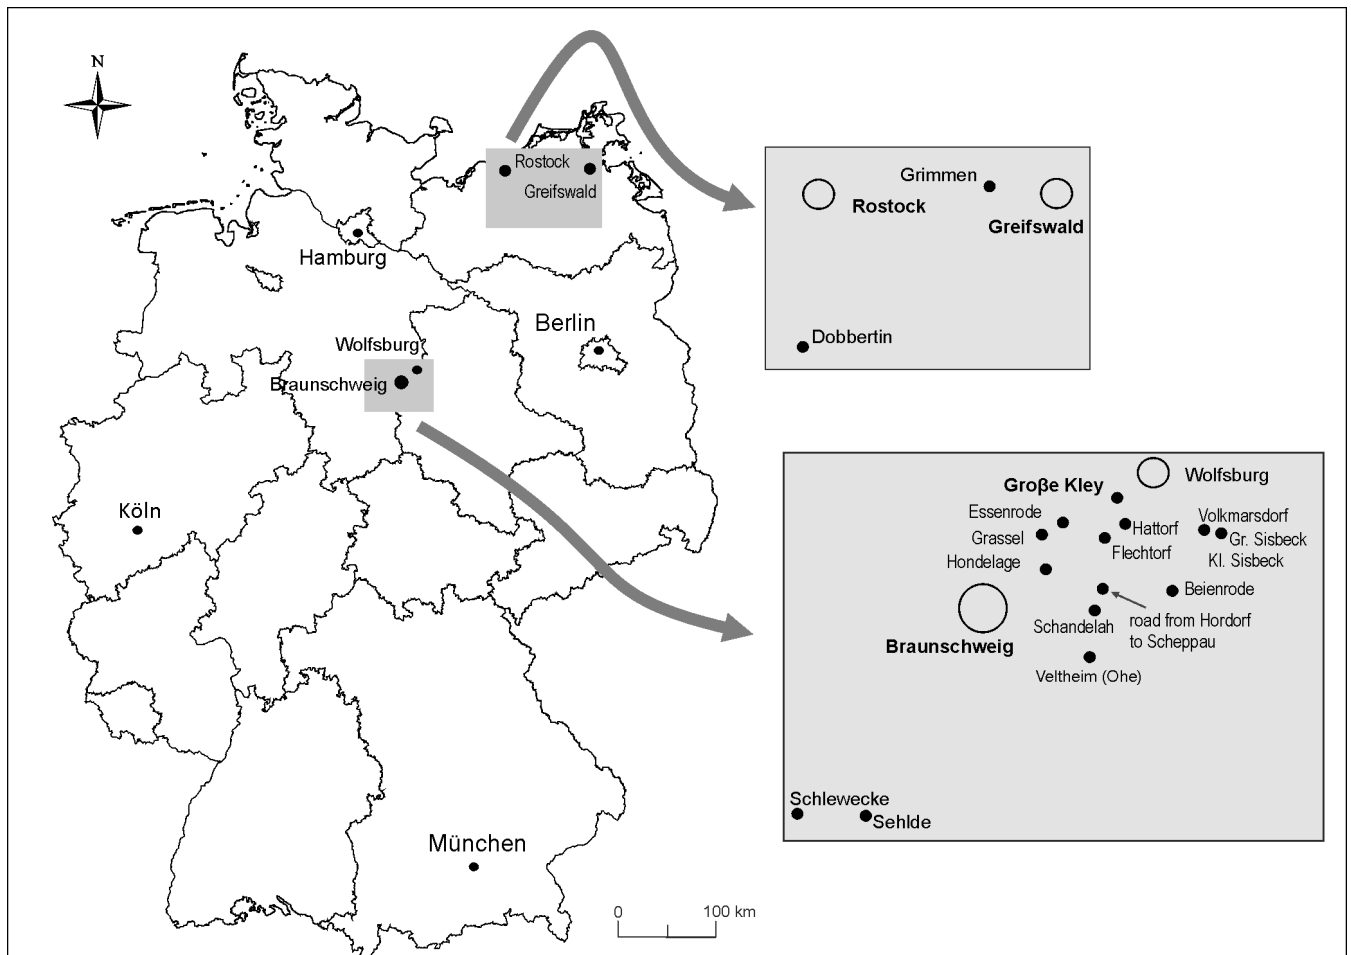 N
Rostock
Greifswald
Hamburg
Berlin
Wolfsburg
Braunschweig
Köln
München
0 100 km
Grimmen
Rostock
Greifswald
Dobbertin
Wolfsburg
Große Kley
Essenrode
Volkmarsdorf
Hattorf
Grassel
Gr. Sisbeck
Flechtorf
Hondelage
Kl. Sisbeck
Beienrode
road from Hordorf
to Scheppau
Schandelah
Braunschweig
Veltheim (Ohe)
Schlewecke
Sehlde